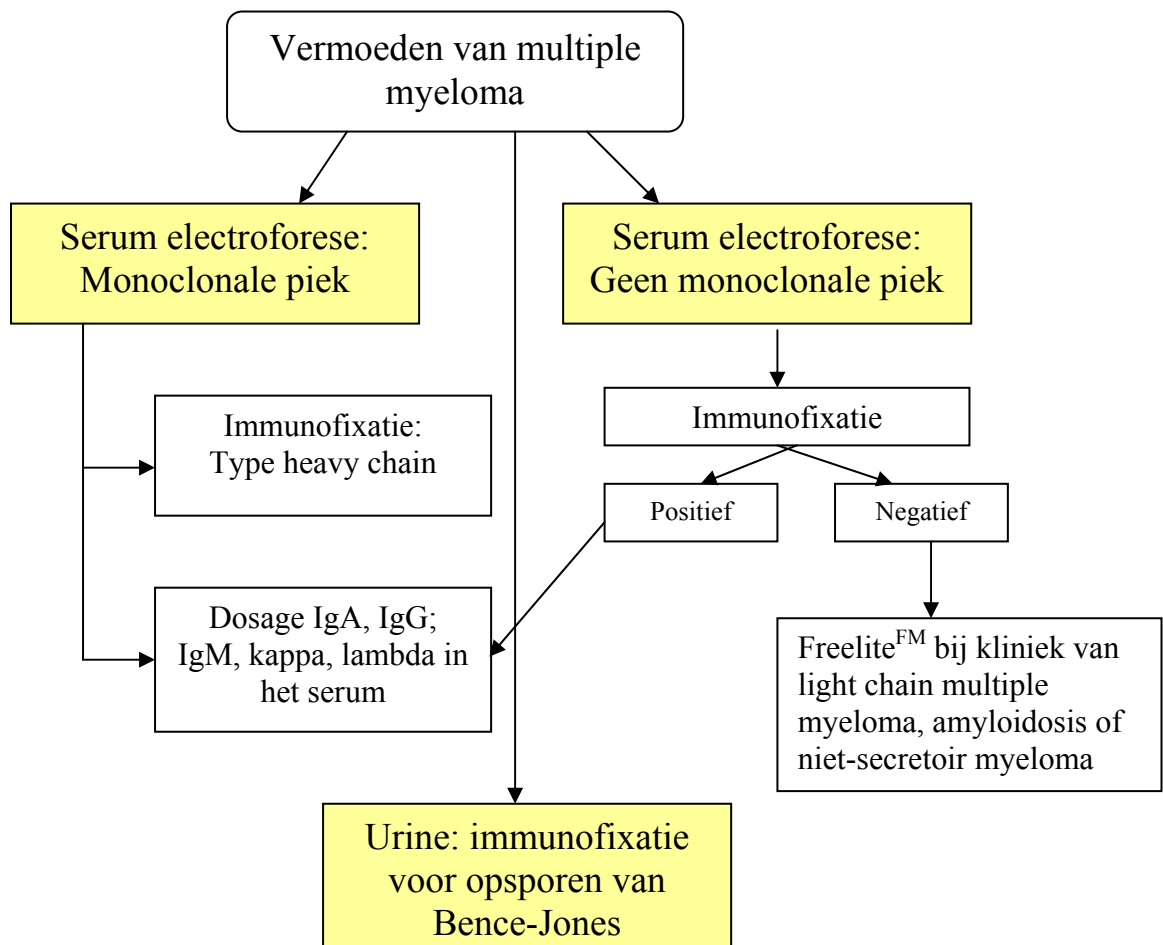 Vermoeden van multiple
myeloma
Serum electroforese:
Monoclonale piek
Serum electroforese:
Geen monoclonale piek
Immunofixatie:
Type heavy chain
Immunofixatie
Positief
Negatief
Dosage IgA, IgG;
IgM, kappa, lambda in
het serum
Freelite^FM bij kliniek van
light chain multiple
myeloma, amyloidosis of
niet-secretoir myeloma
Urine: immunofixatie
voor opsporen van
Bence-Jones